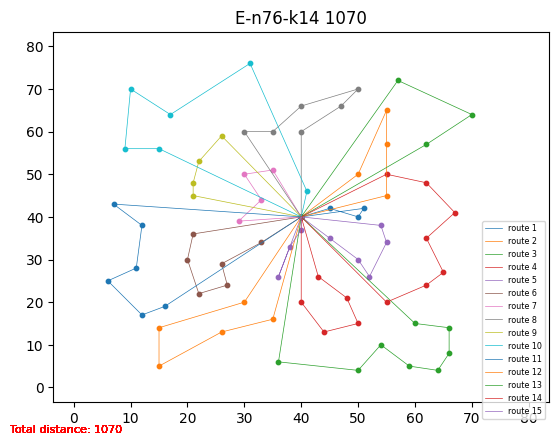 E-n76-k14 1070
80
70
60
50
40
30
20
10
0
route 1
route 2
route 3
route 4
route 5
route 6
route 7
route 8
route 9
route 10
route 11
route 12
route 13
route 14
route 15
0 10 20 30 40 50 60 70 80
Total distance: 1070